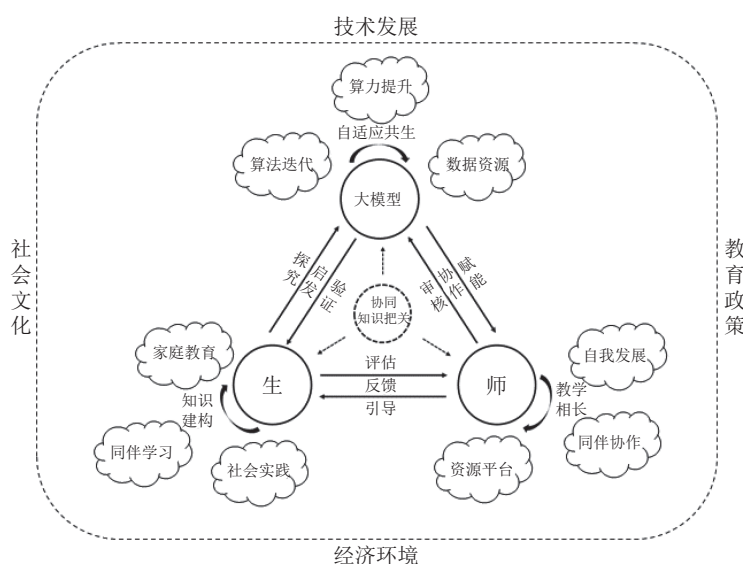 技术发展
算力提升
自适应共生
算法迭代
数据资源
大模型
社会文化
教育政策
探究
启发
验证
审核
协作
赋能
协同
知识把关
家庭教育
自我发展
生
评估
反馈
引导
师
知识
建构
教学
相长
同伴学习
社会实践
资源平台
同伴协作
经济环境